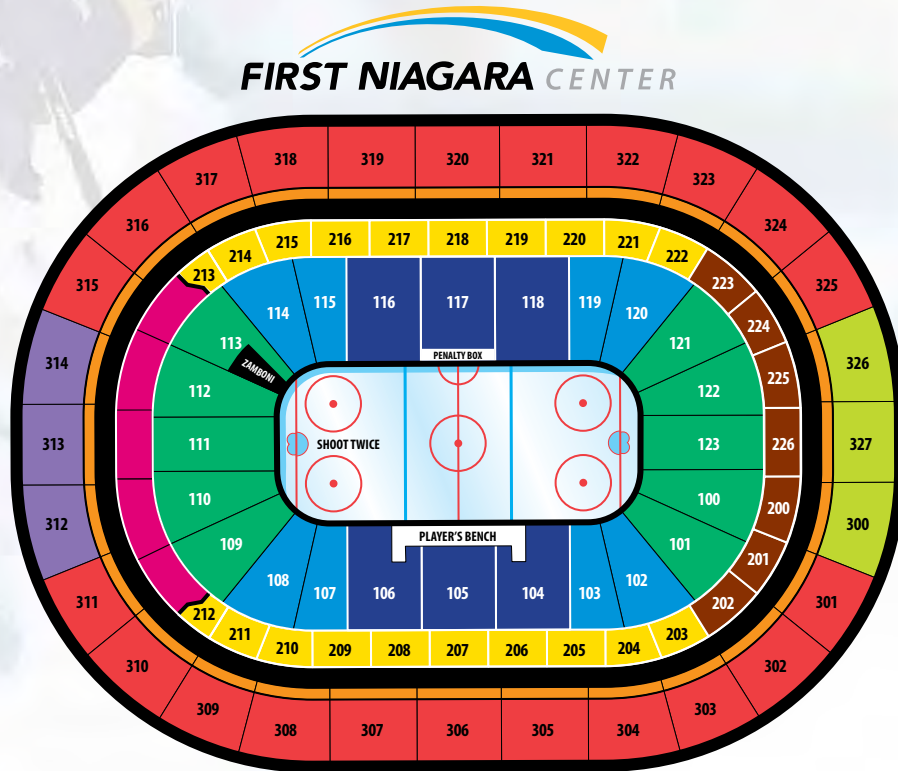 FIRST NIAGARA CENTER
318 319 320 321 322
317 323
316 324
315 325
215 216 217 218 219 220 221
214 222
213 223
224
225
226
200
201
202
314 326
313 327
312 300
114 115 116 117 118 119 120
113 121
112 122
111 123
110 100
109 101
PENALTY BOX
ZAMBONI
SHOOT TWICE
PLAYER'S BENCH
108 107 106 105 104 103 102
212 203
211 204
210 209 208 207 206 205
311 301
310 302
309 303
308 307 306 305 304